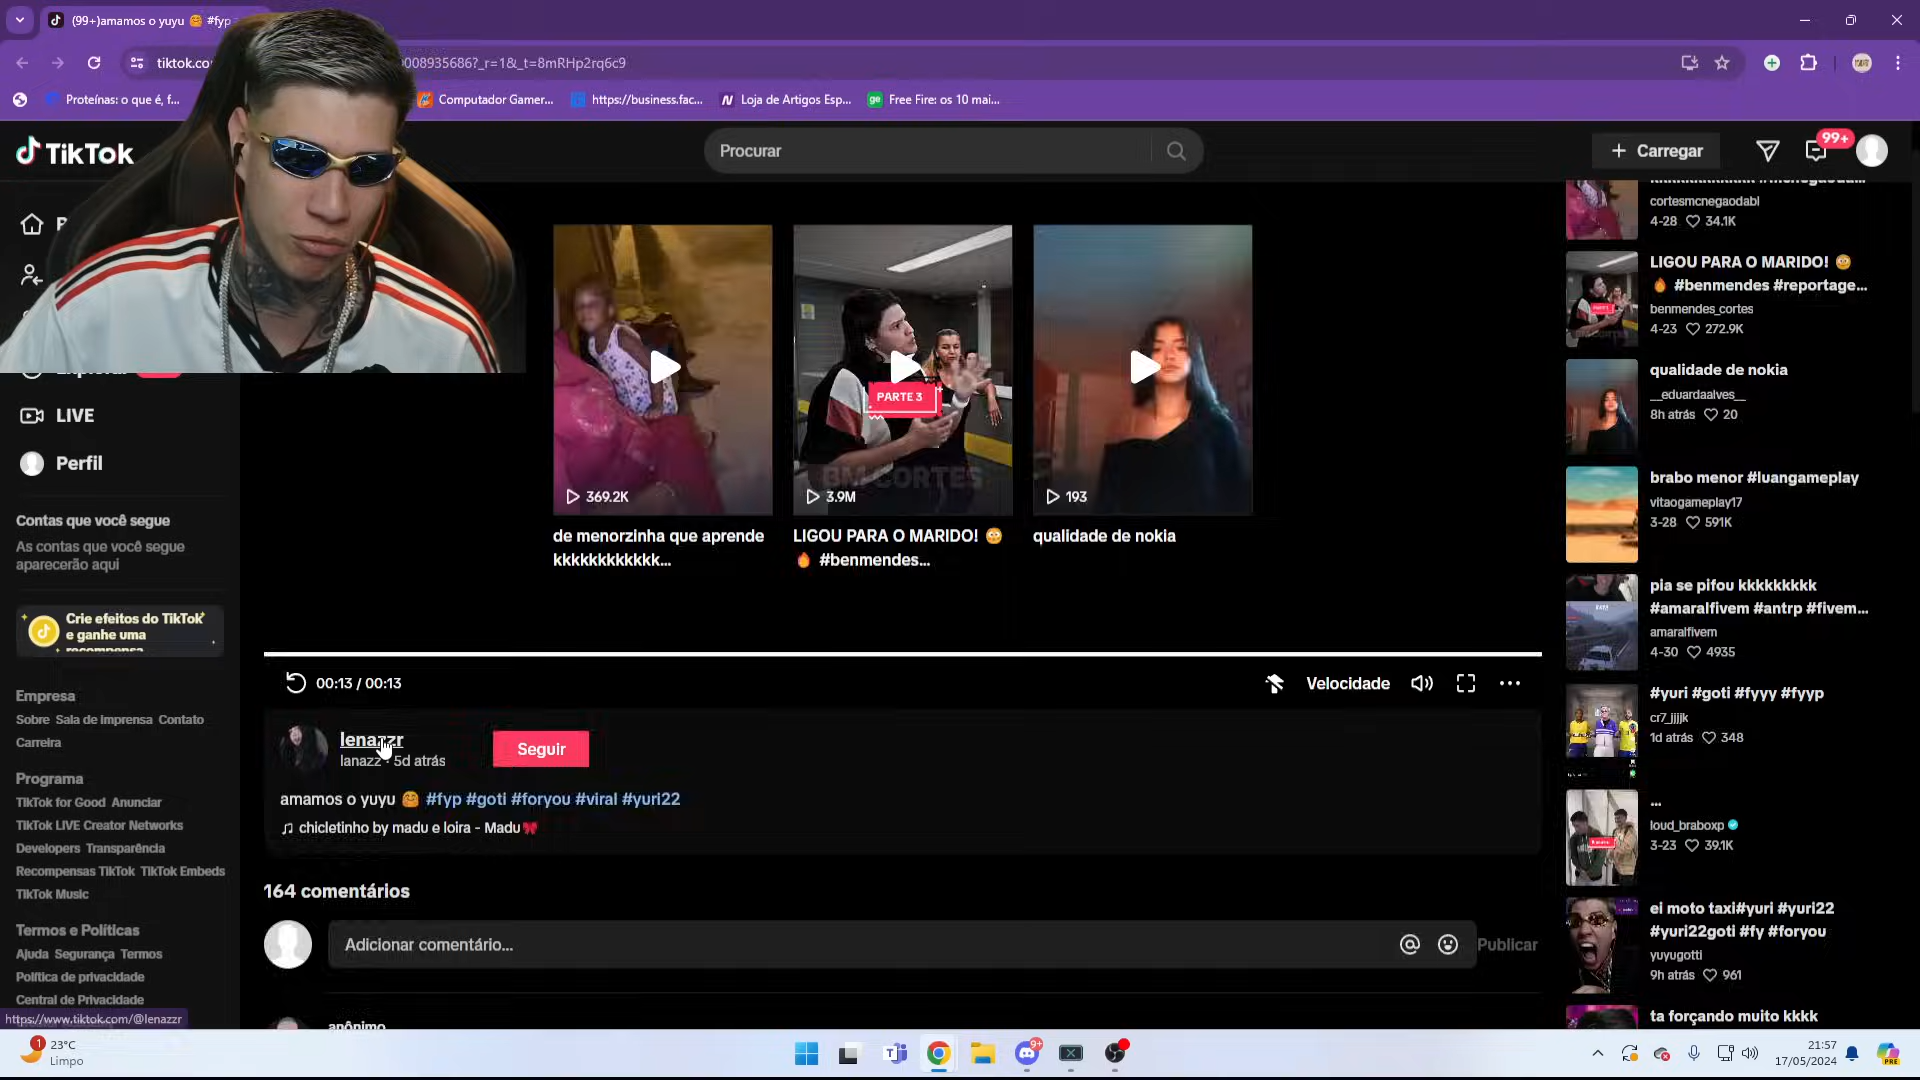 (99+)amamos o yuyu 🤗 #fyp
tiktok.co
008935686?_r=1&_t=8mRHp2rq6c9
Proteínas: o que é, f...
Computador Gamer...
https://business.fac...
Loja de Artigos Esp...
Free Fire: os 10 mai...
TikTok
Procurar
Carregar
99+
LIVE
Perfil
Contas que você segue
As contas que você segue
aparecerão aqui
Crie efeitos do TikTok
e ganhe uma
recompensa
Empresa
Sobre Sala de imprensa Contato
Carreira
Programa
TikTok for Good Anunciar
TikTok LIVE Creator Networks
Developers Transparência
Recompensas TikTok TikTok Embeds
TikTok Music
Termos e Políticas
Ajuda Segurança Termos
Política de privacidade
Central de Privacidade
https://www.tiktok.com/@lenazzr
PARTE 3
BM CORTES
369.2K
3.9M
193
de menorzinha que aprende
kkkkkkkkkkkk...
LIGOU PARA O MARIDO! 😳
🔥 #benmendes...
qualidade de nokia
00:13 / 00:13
Velocidade
lenazzr
lanazz · 5d atrás
Seguir
amamos o yuyu 🤗 #fyp #goti #foryou #viral #yuri22
♫ chicletinho by madu e loira - Madu🎀
164 comentários
Adicionar comentário...
Publicar
anônimo
cortesmcnegaodabl
4-28 34.1K
LIGOU PARA O MARIDO! 😳
🔥 #benmendes #reportage...
benmendes_cortes
4-23 272.9K
qualidade de nokia
__eduardaalves__
8h atrás 20
brabo menor #luangameplay
vitaogameplay17
3-28 591K
pia se pifou kkkkkkkkk
#amaralfivem #antrp #fivem...
amaralfivem
4-30 4935
#yuri #goti #fyyy #fyyp
cr7_jjjjk
1d atrás 348
...
loud_braboxp
3-23 39.1K
ei moto taxi#yuri #yuri22
#yuri22goti #fy #foryou
yuyugotti
9h atrás 961
ta forçando muito kkkk
1
23°C
Limpo
9+
21:57
17/05/2024
PRE